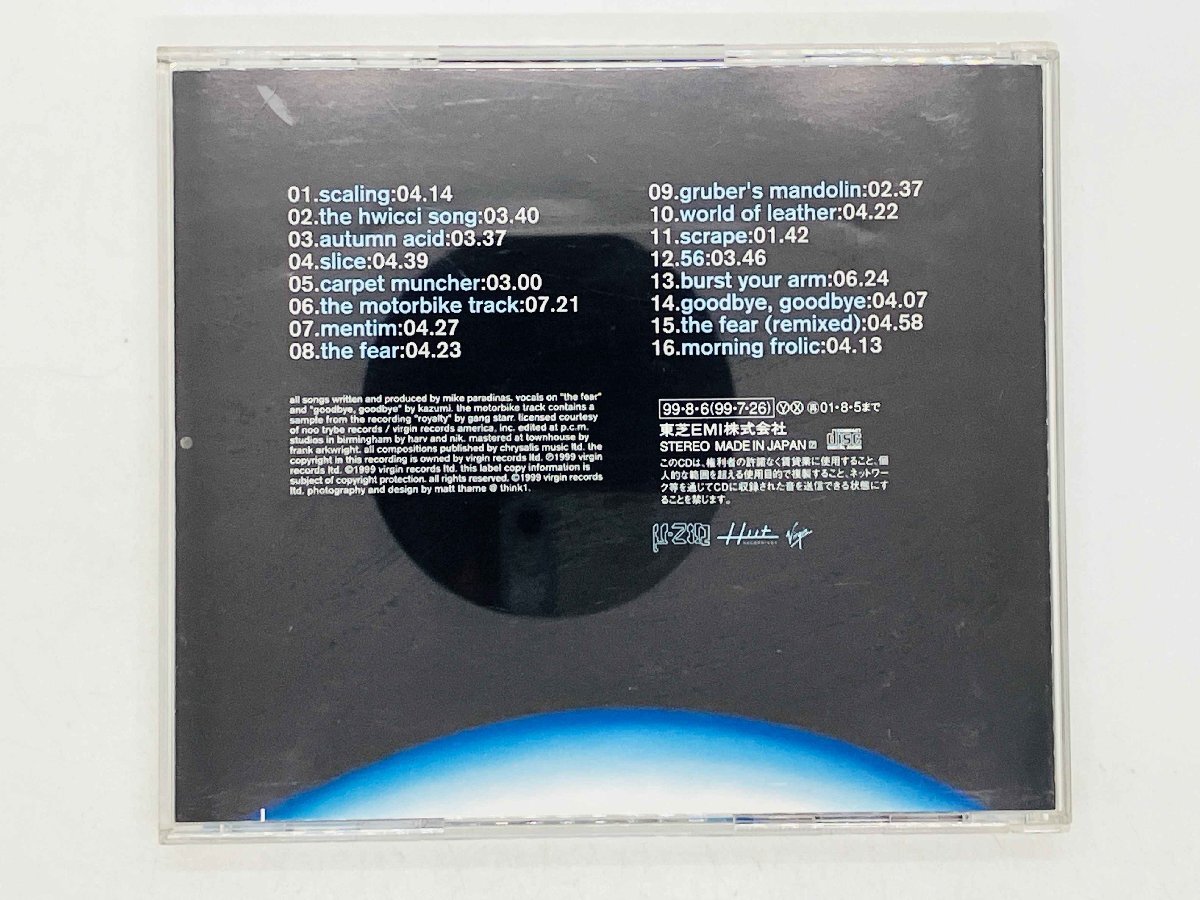 01.scaling:04.14
02.the hwicci song:03.40
03.autumn acid:03.37
04.slice:04.39
05.carpet muncher:03.00
06.the motorbike track:07.21
07.mentim:04.27
08.the fear:04.23
09.gruber's mandolin:02.37
10.world of leather:04.22
11.scrape:01.42
12.56:03.46
13.burst your arm:06.24
14.goodbye, goodbye:04.07
15.the fear (remixed):04.58
16.morning frolic:04.13
all songs written and produced by mike paradinas. vocals on "the fear"
and "goodbye, goodbye" by kazumi. the motorbike track contains a
sample from the recording "royalty" by gang starr. licensed courtesy
of noo trybe records / virgin records america, inc. edited at p.c.m.
studios in birmingham by harv and nik. mastered at townhouse by
frank arkwright. all compositions published by chrysalis music ltd. the
copyright in this recording is owned by virgin records ltd. ℗1999 virgin
records ltd. ©1999 virgin records ltd. this label copy information is
subject of copyright protection. all rights reserved. ©1999 virgin records
ltd. photography and design by matt thame @ think1.
99・8・6(99・7・26) Ⓨ Ⓧ 再 01・8・5まで
東芝EMI株式会社
STEREO MADE IN JAPAN
disc
このCDは、権利者の許諾なく賃貸業に使用すること、個
人的な範囲を超える使用目的で複製すること、ネットワー
ク等を通じてCDに収録された音を送信できる状態にす
ることを禁じます。
μ-Ziq Hut RECORDINGS Virgin